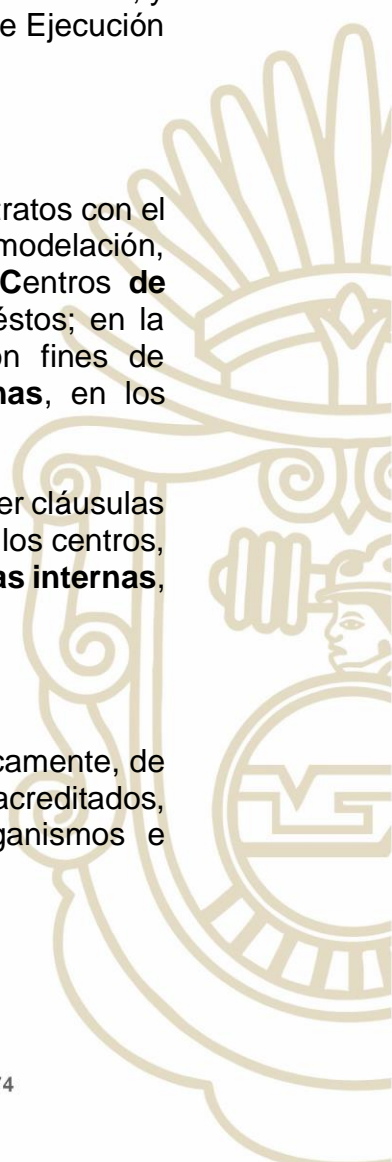 e Ejecución
tratos con el
modelación,
Centros de
éstos; en la
on fines de
nas, en los
er cláusulas
los centros,
as internas,
camente, de
acreditados,
ganismos e
74